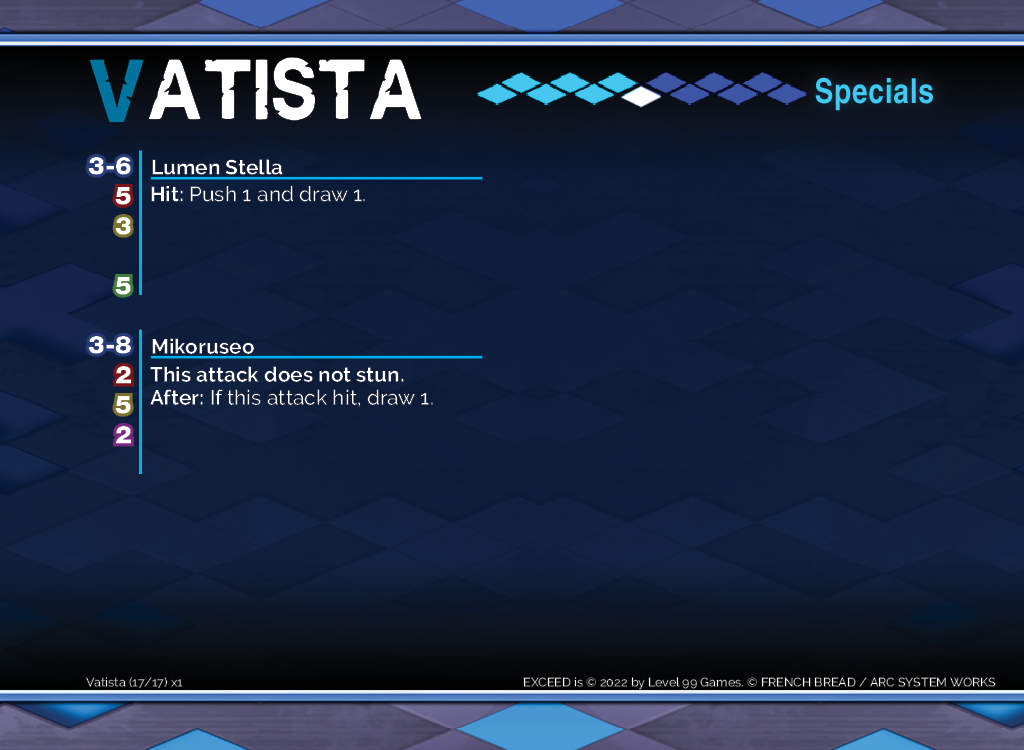 VATISTA
Specials
3-6 Lumen Stella
5 Hit: Push 1 and draw 1.
3
5
3-8 Mikoruseo
2 This attack does not stun.
5 After: If this attack hit, draw 1.
2
Vatista (17/17) x1
EXCEED is © 2022 by Level 99 Games. © FRENCH BREAD / ARC SYSTEM WORKS